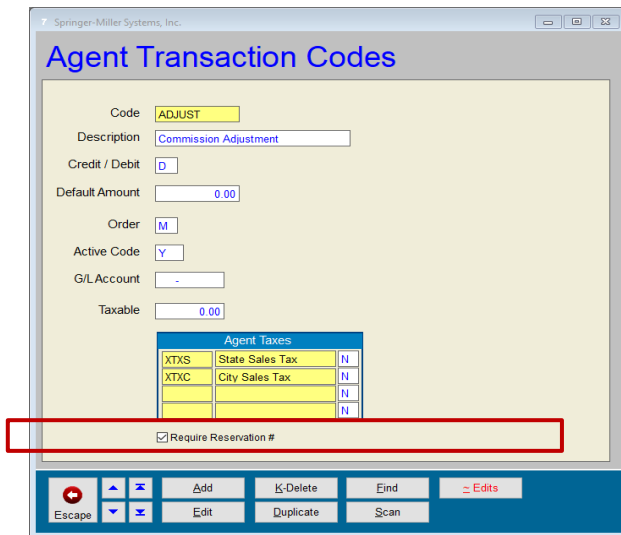 Springer-Miller Systems, Inc.
Agent Transaction Codes
Code ADJUST
Description Commission Adjustment
Credit / Debit D
Default Amount 0.00
Order M
Active Code Y
G/L Account -
Taxable 0.00
Agent Taxes
XTXS State Sales Tax N
XTXC City Sales Tax N
N
N
Require Reservation #
Add K-Delete Find ~ Edits
Escape Edit Duplicate Scan